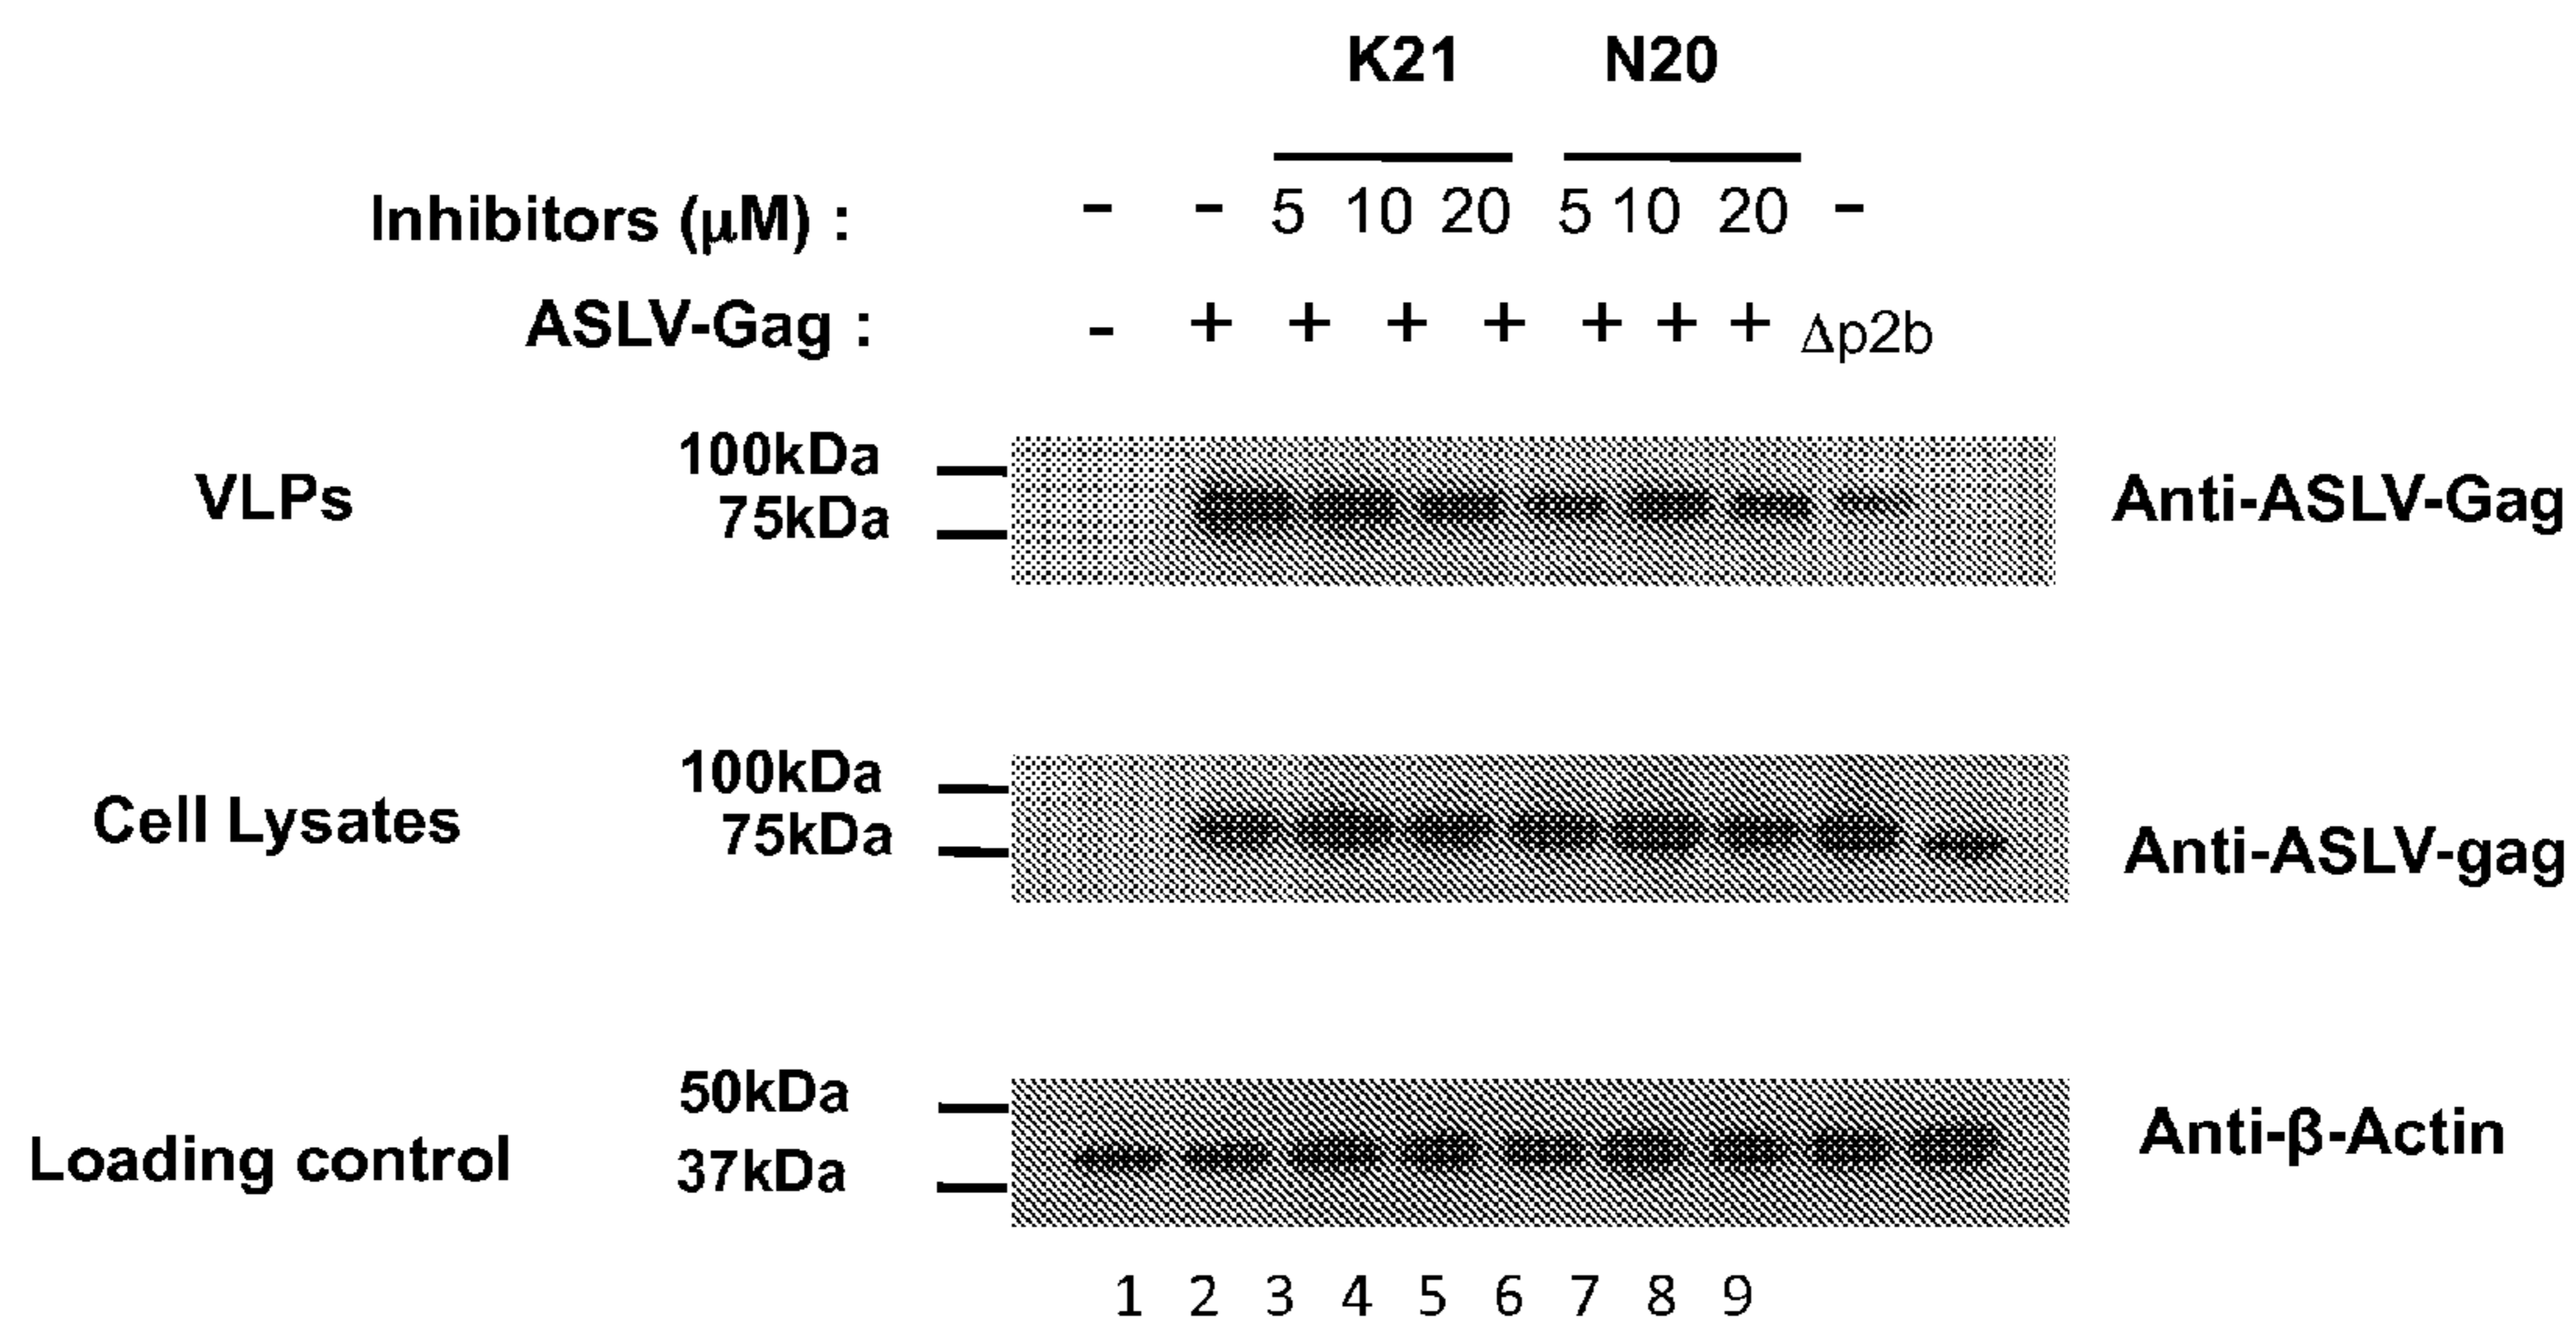 K21 N20
Inhibitors (μM) : - - 5 10 20 5 10 20 -
ASLV-Gag : - + + + + + + + Δp2b
100kDa
VLPs 75kDa Anti-ASLV-Gag
100kDa
Cell Lysates 75kDa Anti-ASLV-gag
50kDa
Loading control 37kDa Anti-β-Actin
1 2 3 4 5 6 7 8 9